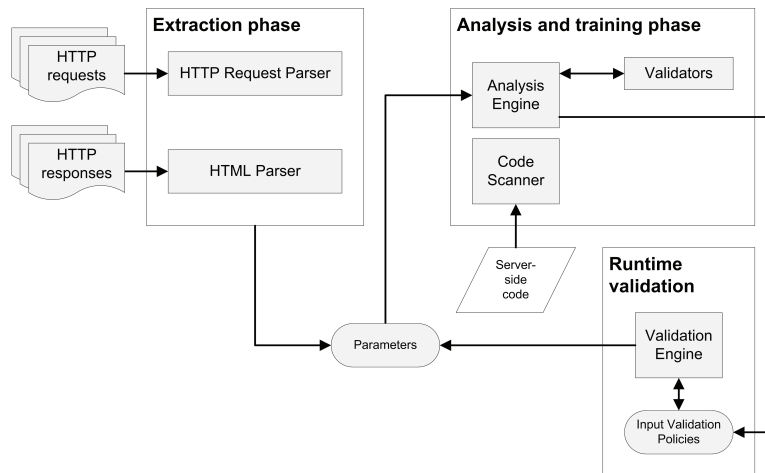 Extraction phase
HTTP
requests
HTTP Request Parser
HTTP
responses
HTML Parser
Analysis and training phase
Analysis
Engine
Validators
Code
Scanner
Server-
side
code
Parameters
Runtime
validation
Validation
Engine
Input Validation
Policies